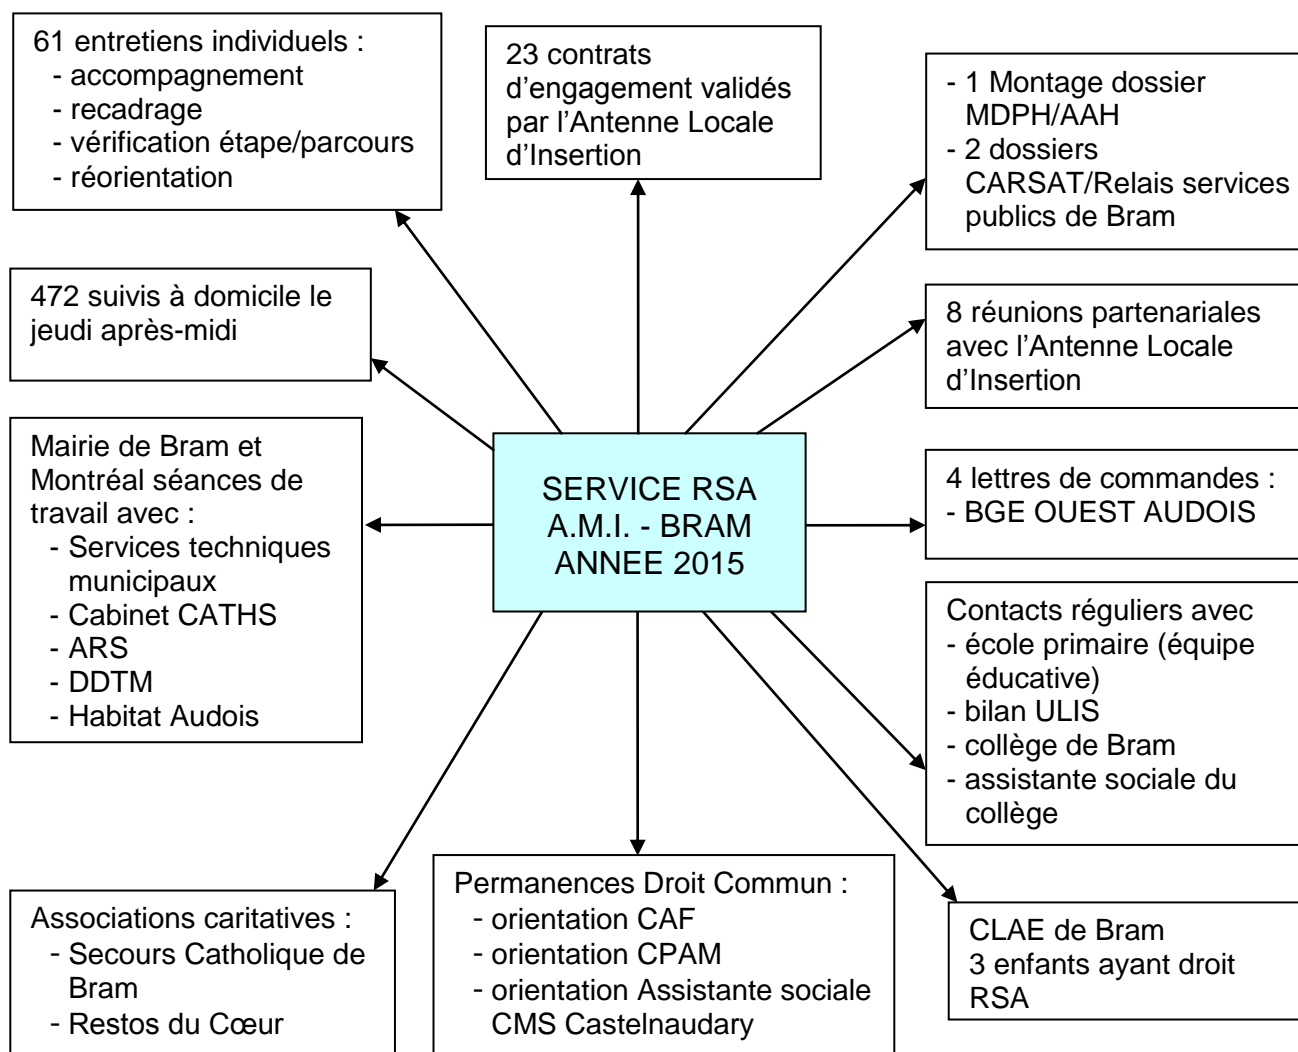 61 entretiens individuels :
- accompagnement
- recadrage
- vérification étape/parcours
- réorientation
23 contrats
d’engagement validés
par l’Antenne Locale
d’Insertion
- 1 Montage dossier
MDPH/AAH
- 2 dossiers
CARSAT/Relais services
publics de Bram
472 suivis à domicile le
jeudi après-midi
8 réunions partenariales
avec l’Antenne Locale
d’Insertion
Mairie de Bram et
Montréal séances de
travail avec :
- Services techniques
municipaux
- Cabinet CATHS
- ARS
- DDTM
- Habitat Audois
SERVICE RSA
A.M.I. - BRAM
ANNEE 2015
4 lettres de commandes :
- BGE OUEST AUDOIS
Contacts réguliers avec
- école primaire (équipe
éducative)
- bilan ULIS
- collège de Bram
- assistante sociale du
collège
Associations caritatives :
- Secours Catholique de
Bram
- Restos du Cœur
Permanences Droit Commun :
- orientation CAF
- orientation CPAM
- orientation Assistante sociale
CMS Castelnaudary
CLAE de Bram
3 enfants ayant droit
RSA